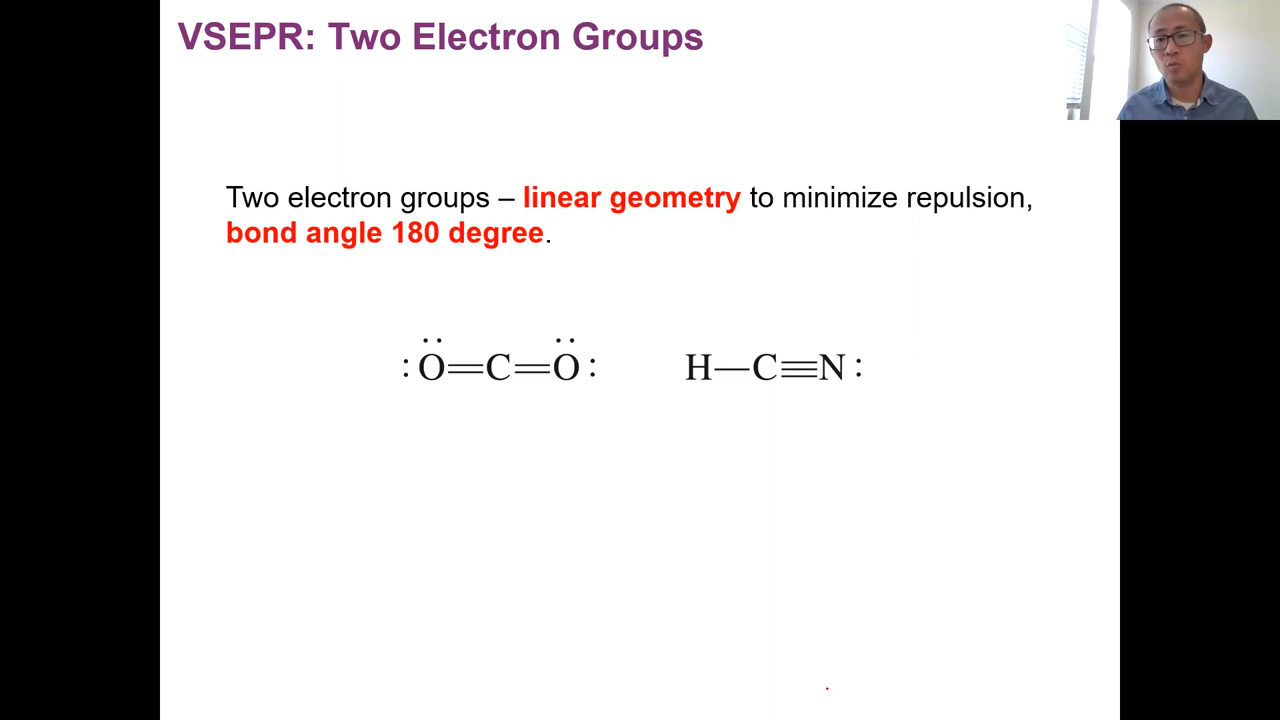 VSEPR: Two Electron Groups
Two electron groups – linear geometry to minimize repulsion,
bond angle 180 degree.
:Ö=C=Ö: H—C≡N: